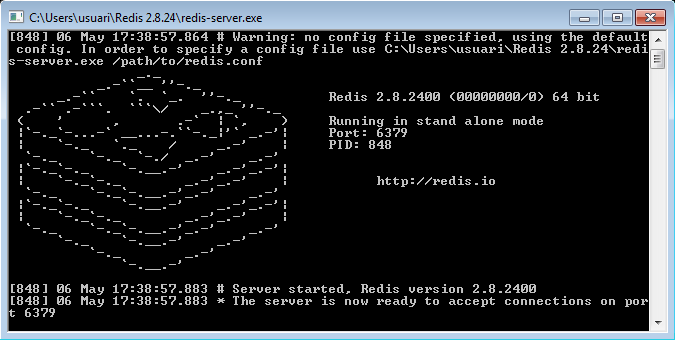 C:\Users\usuari\Redis 2.8.24\redis-server.exe
[848] 06 May 17:38:57.864 # Warning: no config file specified, using the default
 config. In order to specify a config file use C:\Users\usuari\Redis 2.8.24\redi
s-server.exe /path/to/redis.conf
Redis 2.8.2400 (00000000/0) 64 bit
Running in stand alone mode
Port: 6379
PID: 848
http://redis.io
[848] 06 May 17:38:57.883 # Server started, Redis version 2.8.2400
[848] 06 May 17:38:57.883 * The server is now ready to accept connections on por
t 6379